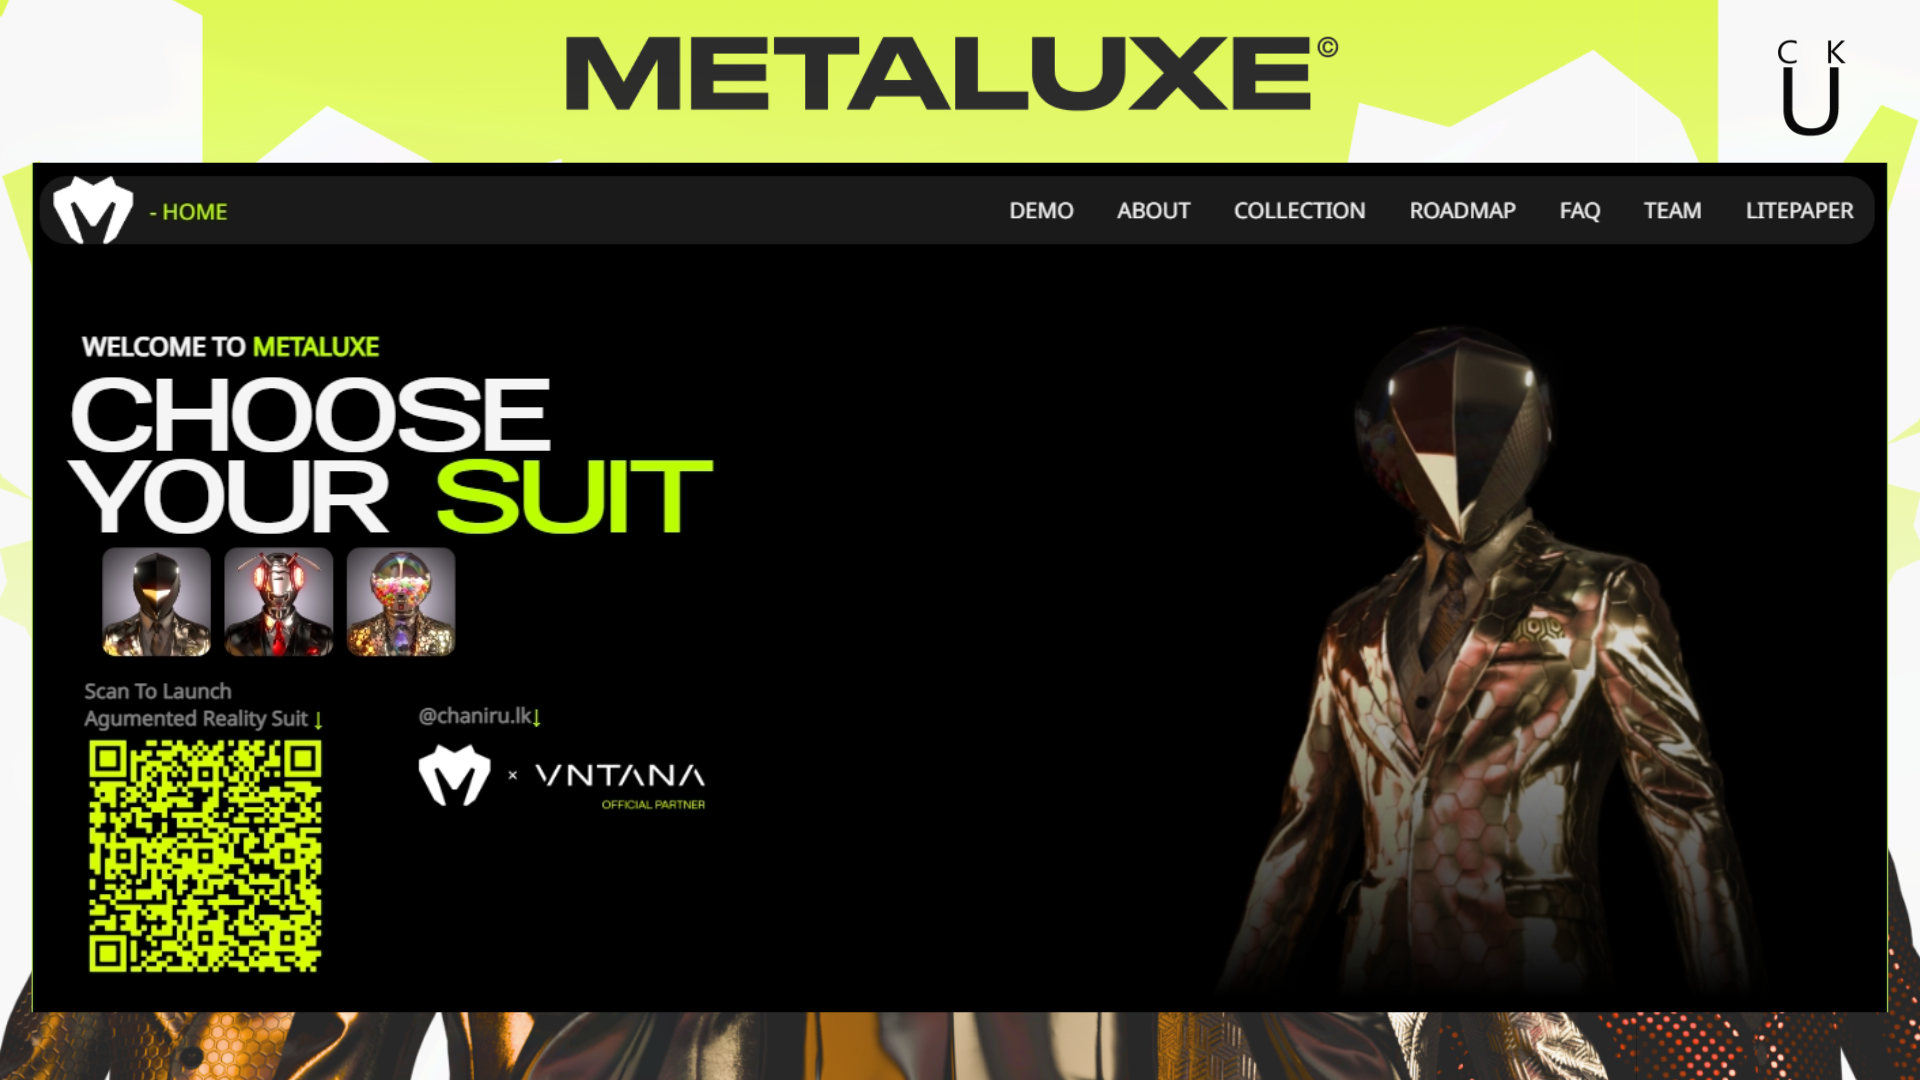 METALUXE©
C K
U
- HOME
DEMO ABOUT COLLECTION ROADMAP FAQ TEAM LITEPAPER
WELCOME TO METALUXE
CHOOSE
YOUR SUIT
Scan To Launch
Agumented Reality Suit ↓
@chaniru.lk↓
× VNTANA
OFFICIAL PARTNER